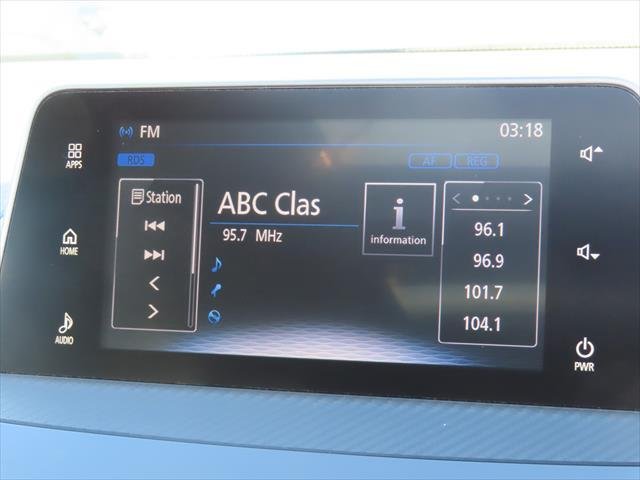 FM
03:18
RDS
AF REG
APPS
HOME
AUDIO
Station
ABC Clas
95.7 MHz
i
information
96.1
96.9
101.7
104.1
PWR